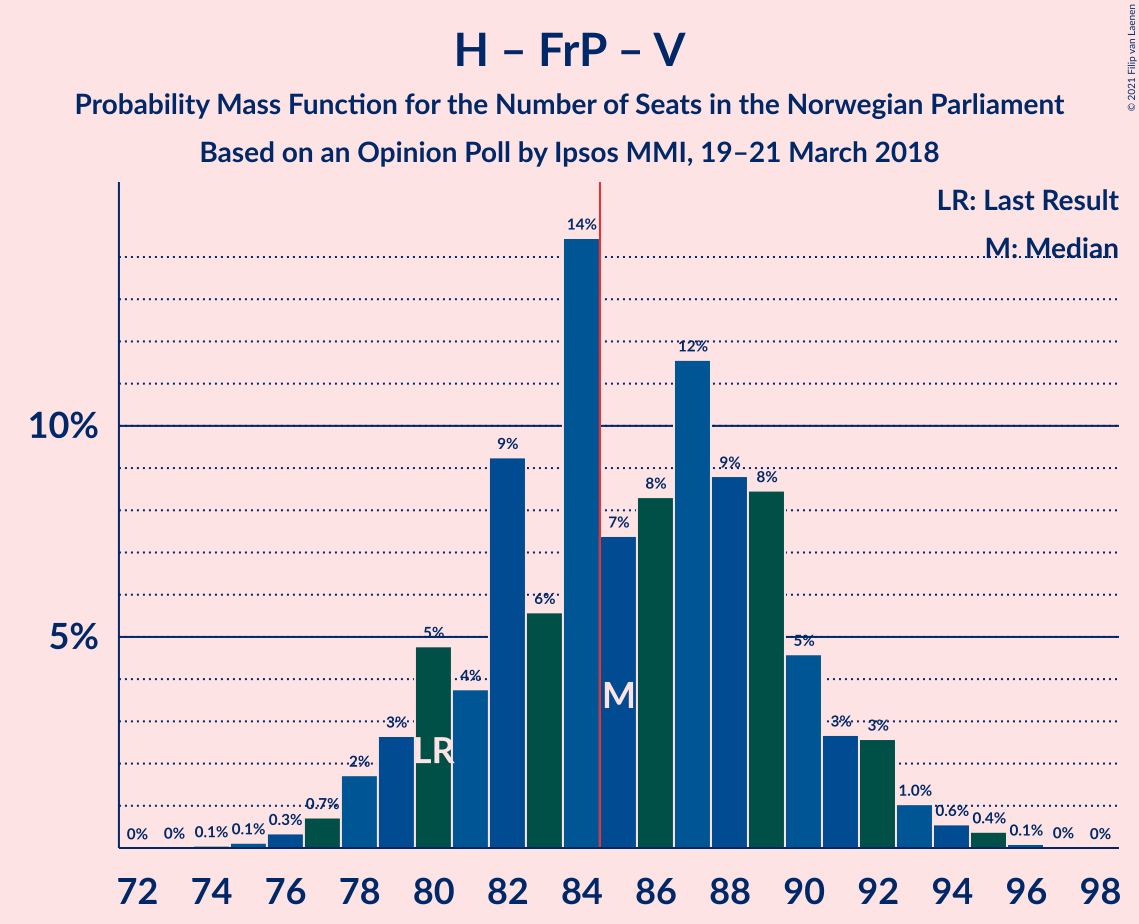 H – FrP – V
Probability Mass Function for the Number of Seats in the Norwegian Parliament
Based on an Opinion Poll by Ipsos MMI, 19–21 March 2018
© 2021 Filip van Laenen
LR: Last Result
M: Median
10%
5%
0% 0% 0.1% 0.1% 0.3% 0.7% 2% 3% 5% 4% 9% 6% 14% 7% 8% 12% 9% 8% 5% 3% 3% 1.0% 0.6% 0.4% 0.1% 0% 0%
LR
M
72 74 76 78 80 82 84 86 88 90 92 94 96 98